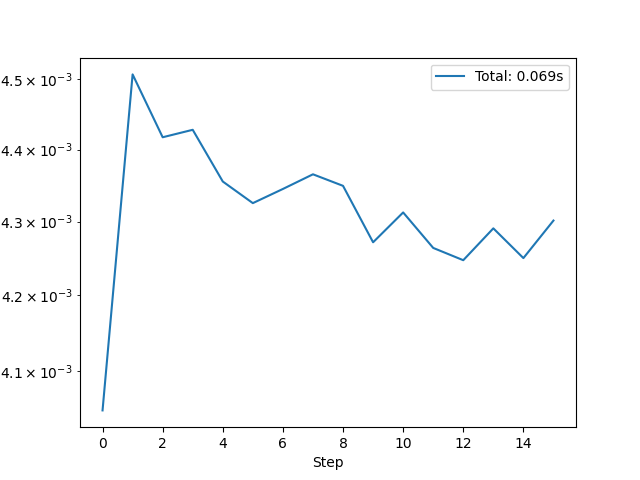 Total: 0.069s
4.5 × 10⁻³
4.4 × 10⁻³
4.3 × 10⁻³
4.2 × 10⁻³
4.1 × 10⁻³
0 2 4 6 8 10 12 14
Step